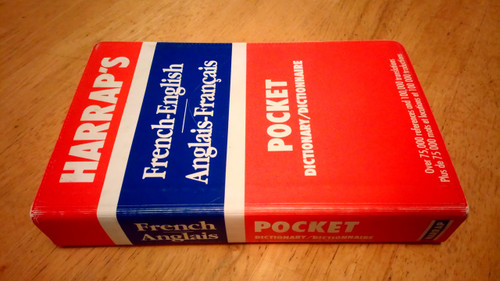 HARRAP'S
French-English
Anglais-Français
POCKET
DICTIONARY/DICTIONNAIRE
Over 75,000 references and 100,000 translations
Plus de 75 000 mots et locutions et 100 000 traductions
French
Anglais
POCKET
DICTIONARY/DICTIONNAIRE